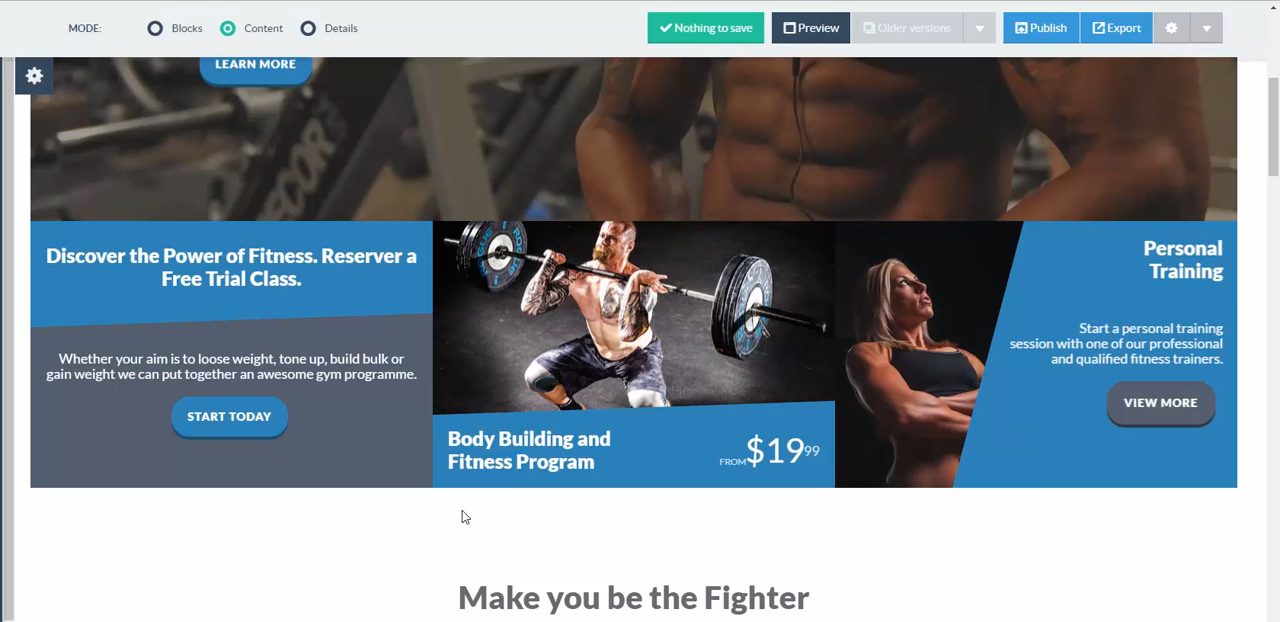 MODE:
Blocks
Content
Details
Nothing to save
Preview
Older versions
Publish
Export
LEARN MORE
Discover the Power of Fitness. Reserver a
Free Trial Class.
Whether your aim is to loose weight, tone up, build bulk or
gain weight we can put together an awesome gym programme.
START TODAY
Body Building and
Fitness Program
FROM $19 99
Personal
Training
Start a personal training
session with one of our professional
and qualified fitness trainers.
VIEW MORE
Make you be the Fighter